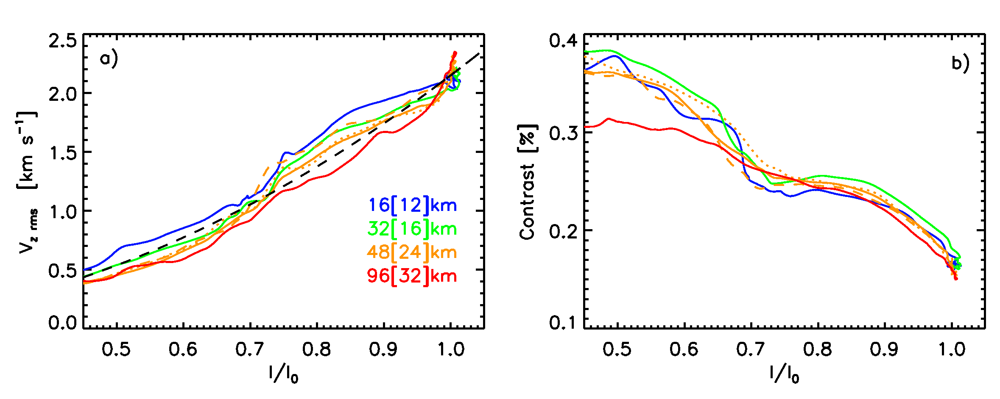 a)
2.5
2.0
1.5
1.0
0.5
0.0
V_z rms [km s⁻¹]
16[12]km
32[16]km
48[24]km
96[32]km
0.5 0.6 0.7 0.8 0.9 1.0
I/I₀
b)
0.4
0.3
0.2
0.1
Contrast [%]
0.5 0.6 0.7 0.8 0.9 1.0
I/I₀